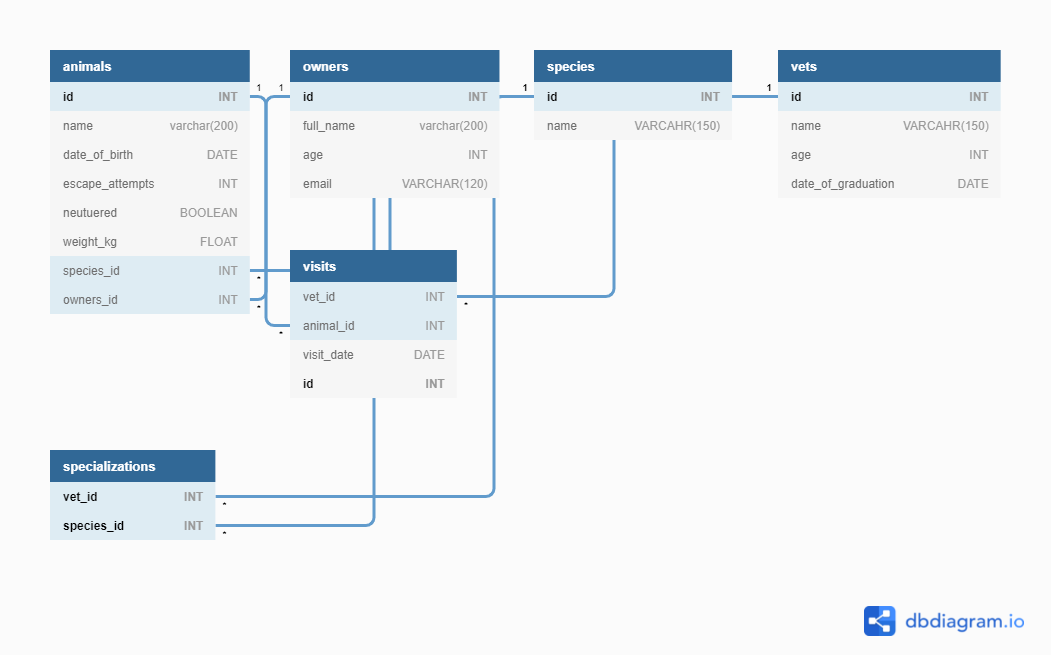 animals
id INT
name varchar(200)
date_of_birth DATE
escape_attempts INT
neutuered BOOLEAN
weight_kg FLOAT
species_id INT
owners_id INT
1
*
*
owners
id INT
full_name varchar(200)
age INT
email VARCHAR(120)
1
species
id INT
name VARCAHR(150)
1
vets
id INT
name VARCAHR(150)
age INT
date_of_graduation DATE
1
visits
vet_id INT
animal_id INT
visit_date DATE
id INT
*
*
specializations
vet_id INT
species_id INT
*
*
dbdiagram.io